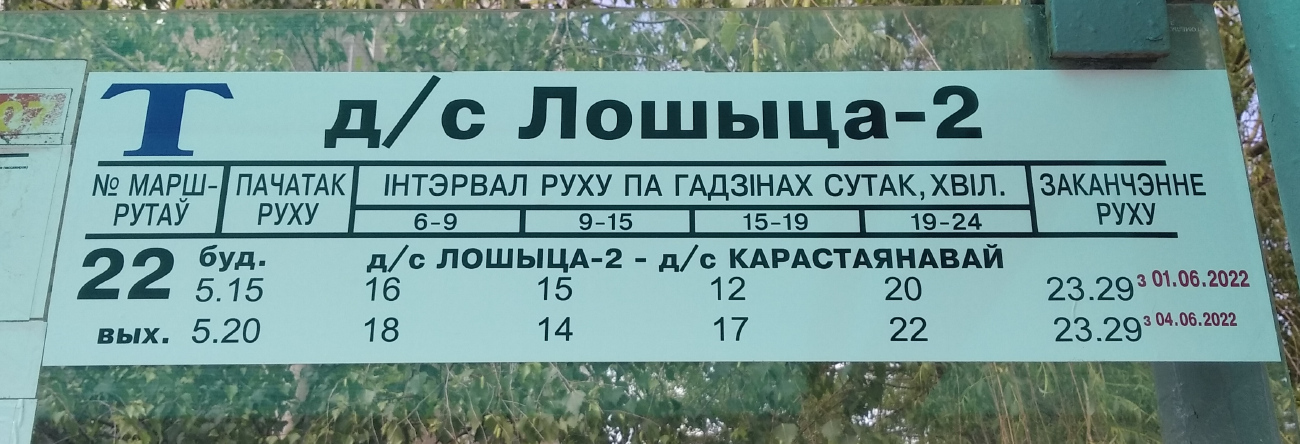 07
Т д/с Лошыца-2
№ МАРШ-РУТАЎ ПАЧАТАК РУХУ ІНТЭРВАЛ РУХУ ПА ГАДЗІНАХ СУТАК, ХВІЛ. ЗАКАНЧЭННЕ РУХУ
6-9 9-15 15-19 19-24
22 буд. д/с ЛОШЫЦА-2 - д/с КАРАСТАЯНАВАЙ
5.15 16 15 12 20 23.29 з 01.06.2022
вых. 5.20 18 14 17 22 23.29 з 04.06.2022